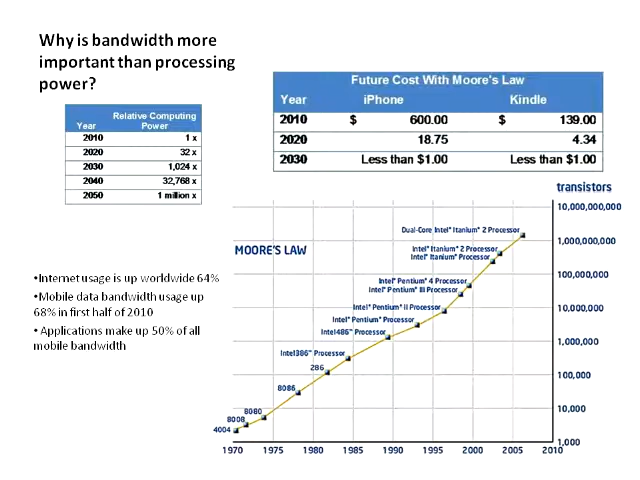 Why is bandwidth more
important than processing
power?
Future Cost With Moore's Law
Year iPhone Kindle
2010 $ 600.00 $ 139.00
2020 18.75 4.34
2030 Less than $1.00 Less than $1.00
Relative Computing
Year Power
2010 1 x
2020 32 x
2030 1,024 x
2040 32,768 x
2050 1 million x
•Internet usage is up worldwide 64%
•Mobile data bandwidth usage up
68% in first half of 2010
• Applications make up 50% of all
mobile bandwidth
transistors
MOORE'S LAW
10,000,000,000
Dual-Core Intel® Itanium® 2 Processor
1,000,000,000
Intel® Itanium® 2 Processor
Intel® Itanium® Processor
100,000,000
Intel® Pentium® 4 Processor
Intel® Pentium® III Processor
10,000,000
Intel® Pentium® II Processor
Intel® Pentium® Processor
Intel486™ Processor
1,000,000
Intel386™ Processor
286
100,000
8086
10,000
8080
8008
4004
1,000
1970 1975 1980 1985 1990 1995 2000 2005 2010